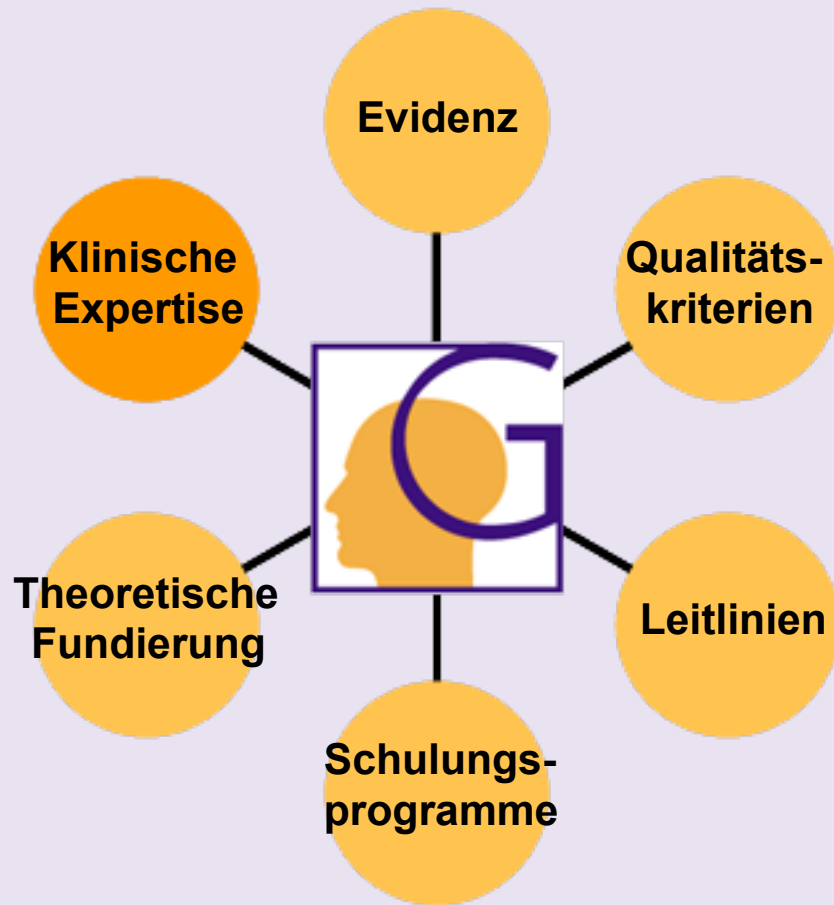 Evidenz
Klinische
Expertise
Qualitäts-
kriterien
G
Theoretische
Fundierung
Leitlinien
Schulungs-
programme